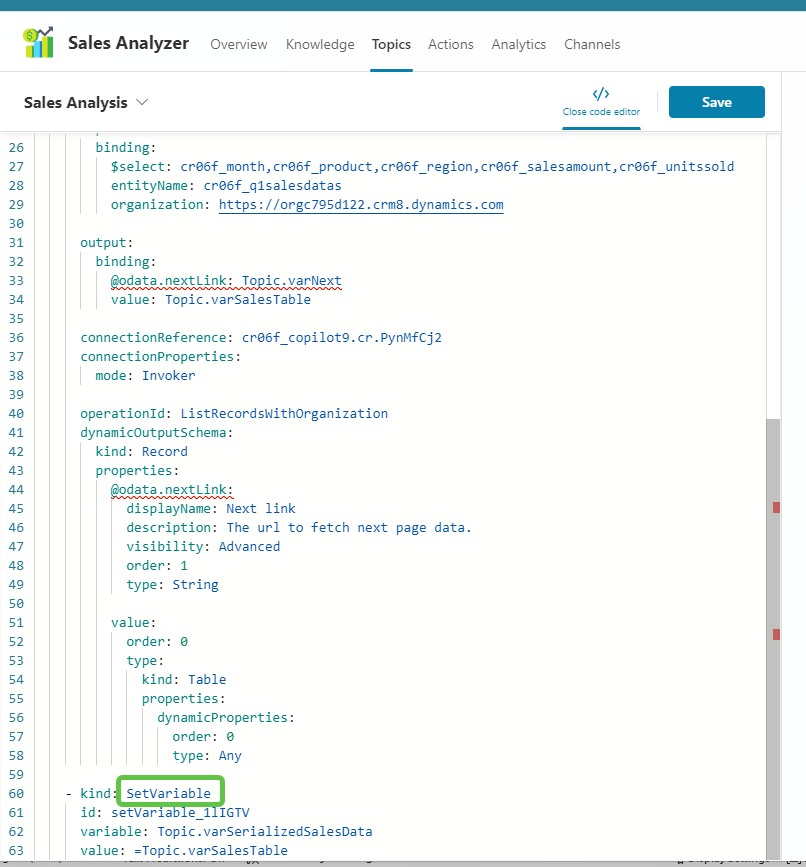 Sales Analyzer Overview Knowledge Topics Actions Analytics Channels
Sales Analysis </> Close code editor Save
26 binding:
27 $select: cr06f_month,cr06f_product,cr06f_region,cr06f_salesamount,cr06f_unitssold
28 entityName: cr06f_q1salesdatas
29 organization: https://orgc795d122.crm8.dynamics.com
30
31 output:
32 binding:
33 @odata.nextLink: Topic.varNext
34 value: Topic.varSalesTable
35
36 connectionReference: cr06f_copilot9.cr.PynMfCj2
37 connectionProperties:
38 mode: Invoker
39
40 operationId: ListRecordsWithOrganization
41 dynamicOutputSchema:
42 kind: Record
43 properties:
44 @odata.nextLink:
45 displayName: Next link
46 description: The url to fetch next page data.
47 visibility: Advanced
48 order: 1
49 type: String
50
51 value:
52 order: 0
53 type:
54 kind: Table
55 properties:
56 dynamicProperties:
57 order: 0
58 type: Any
59
60 - kind: SetVariable
61 id: setVariable_1lIGTV
62 variable: Topic.varSerializedSalesData
63 value: =Topic.varSalesTable